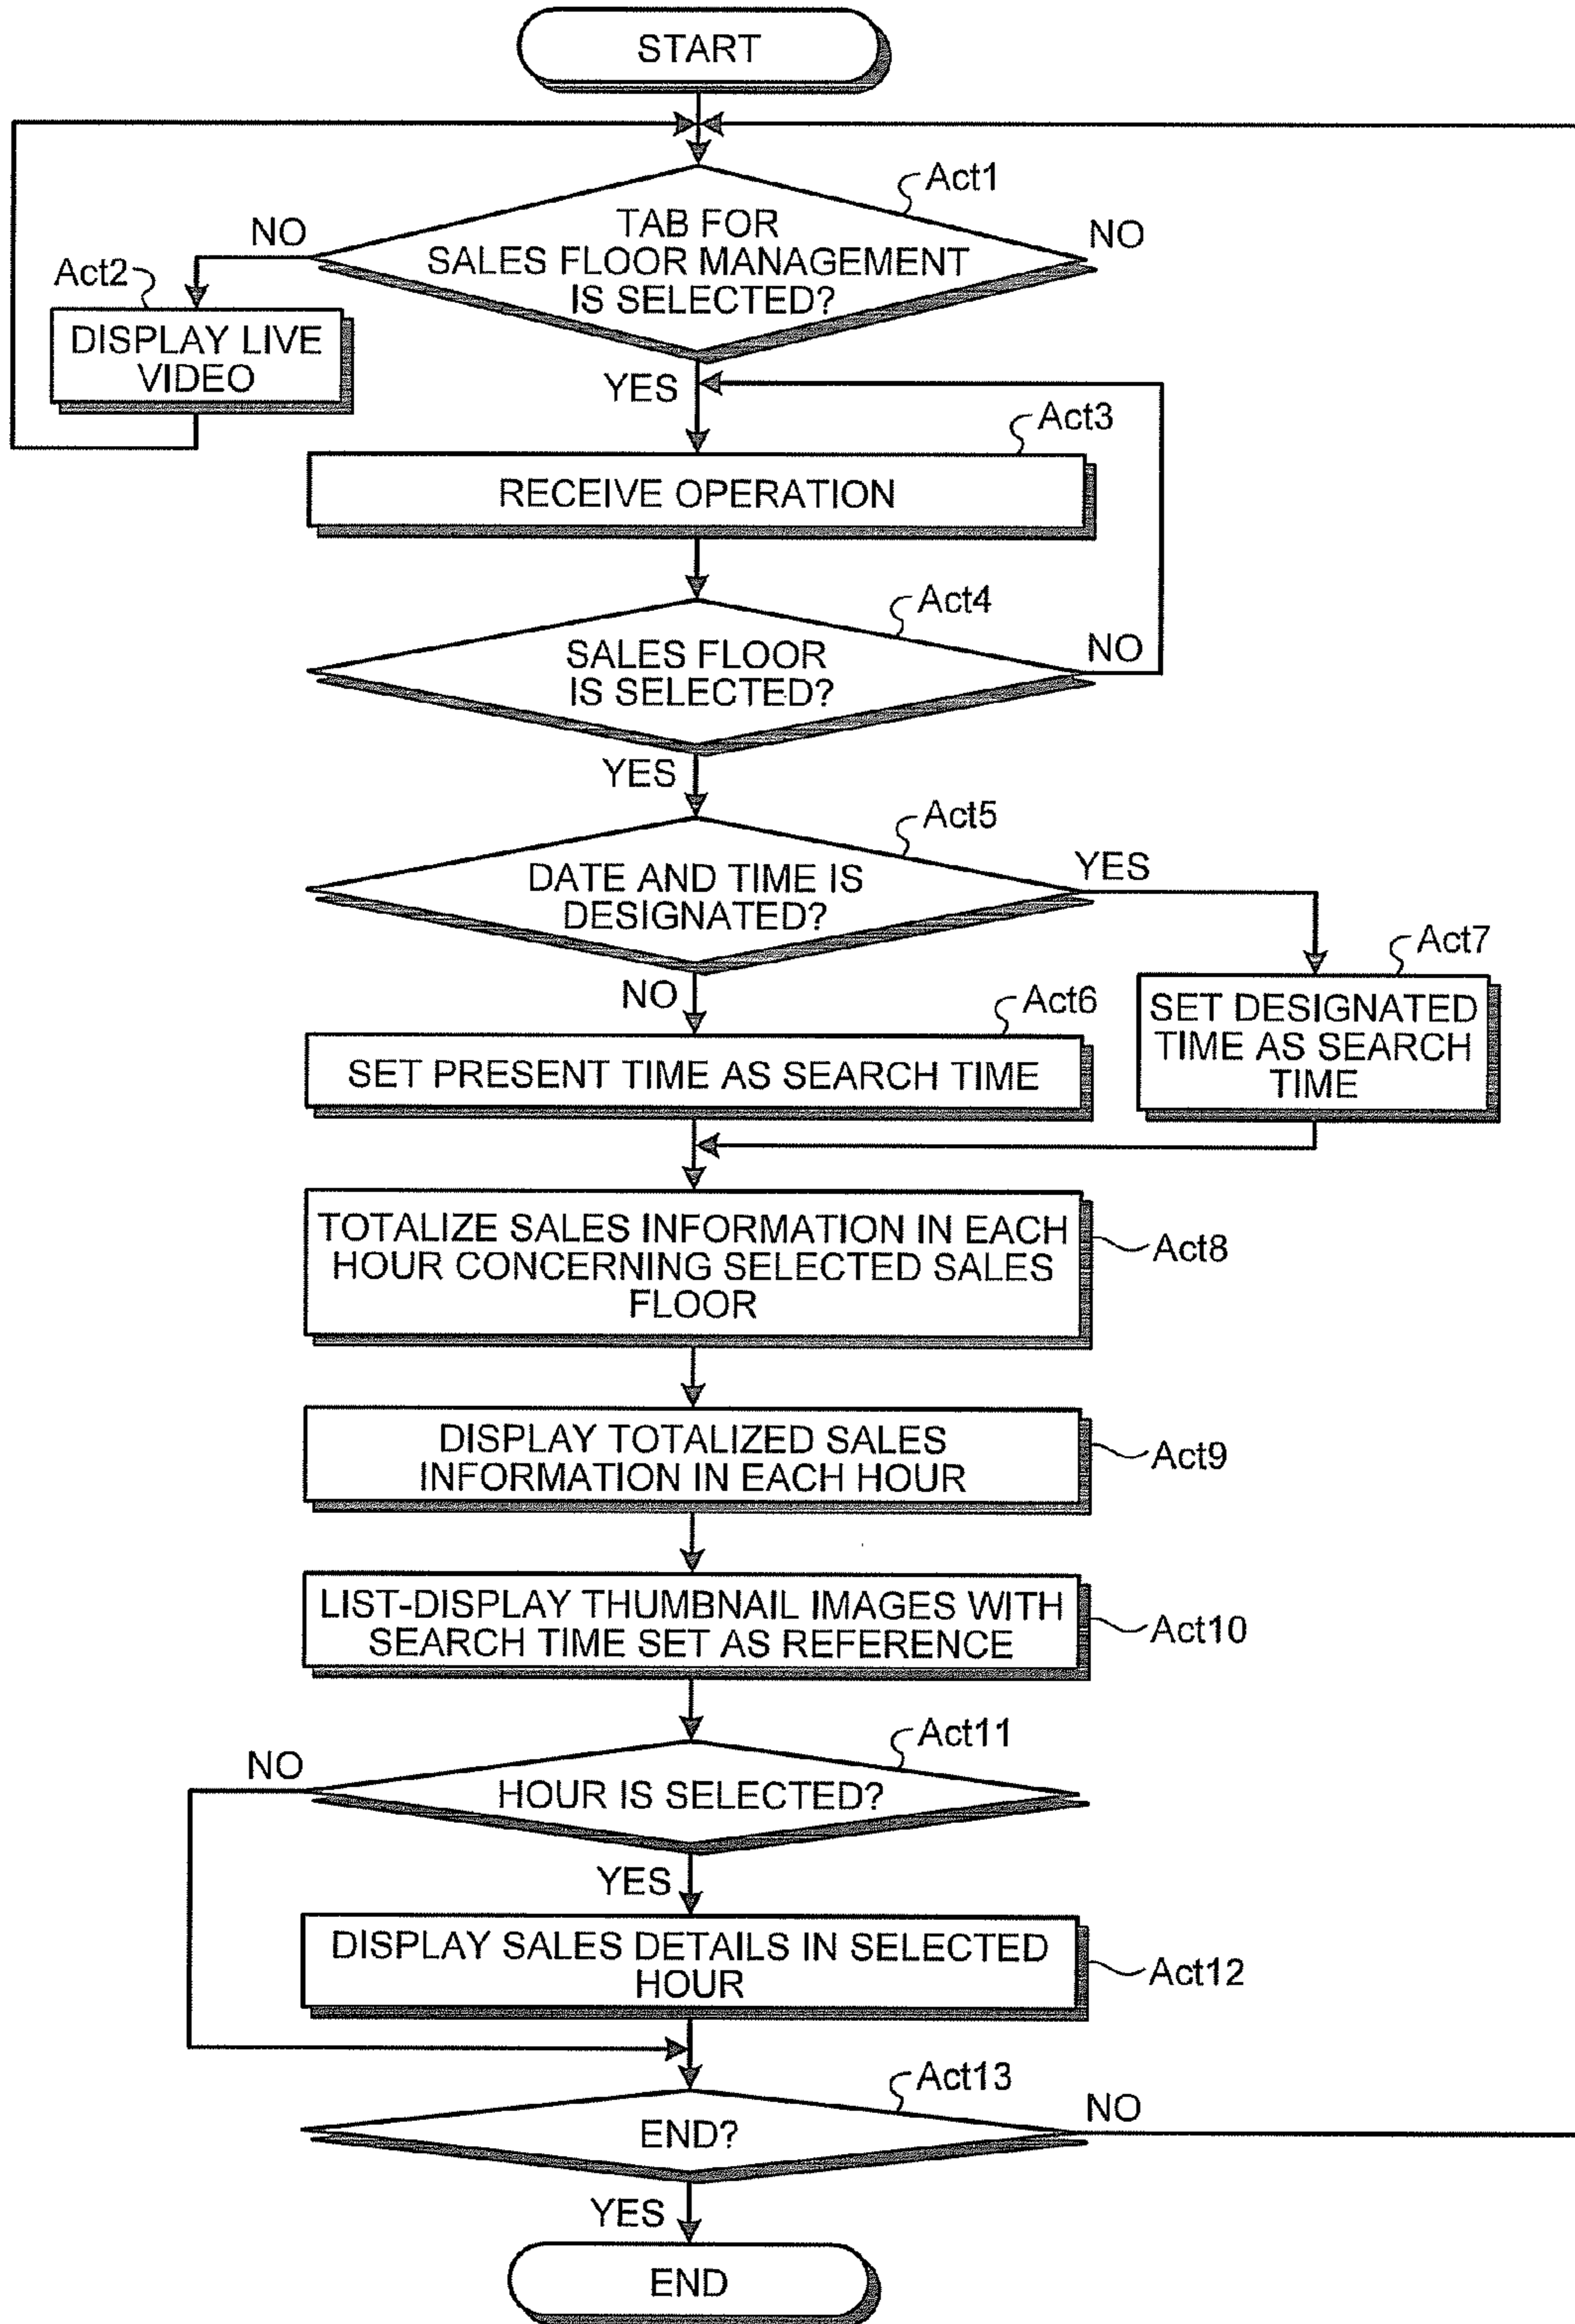 START
Act1
TAB FOR
SALES FLOOR MANAGEMENT
IS SELECTED?
NO
NO
Act2
DISPLAY LIVE
VIDEO
YES
Act3
RECEIVE OPERATION
Act4
SALES FLOOR
IS SELECTED?
NO
YES
Act5
DATE AND TIME IS
DESIGNATED?
YES
NO
Act7
SET DESIGNATED
TIME AS SEARCH
TIME
Act6
SET PRESENT TIME AS SEARCH TIME
TOTALIZE SALES INFORMATION IN EACH
HOUR CONCERNING SELECTED SALES
FLOOR
Act8
DISPLAY TOTALIZED SALES
INFORMATION IN EACH HOUR
Act9
LIST-DISPLAY THUMBNAIL IMAGES WITH
SEARCH TIME SET AS REFERENCE
Act10
Act11
NO
HOUR IS SELECTED?
YES
DISPLAY SALES DETAILS IN SELECTED
HOUR
Act12
Act13
END?
NO
YES
END